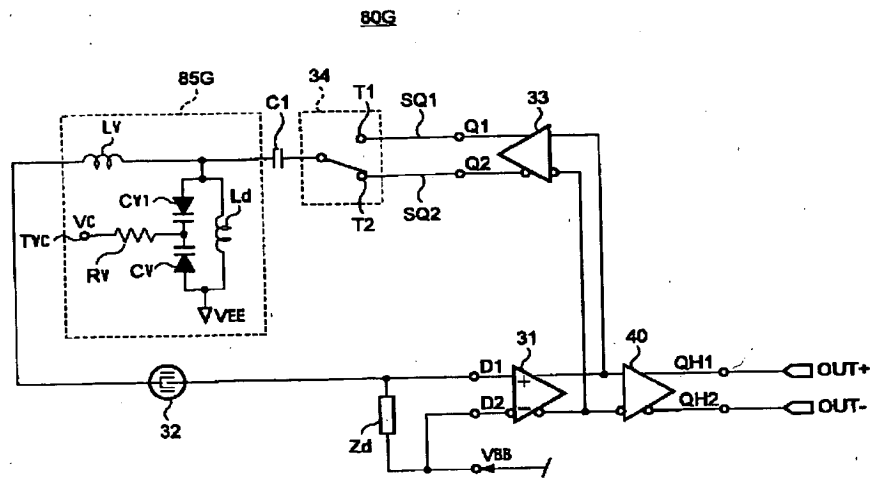 80G
85G
34
C1
T1
SQ1
Q1
33
LV
CV1
Ld
Q2
T2
SQ2
TVC
VC
RV
CV
VEE
31
40
D1
QH1
OUT+
D2
QH2
OUT-
+
-
32
Zd
VBB